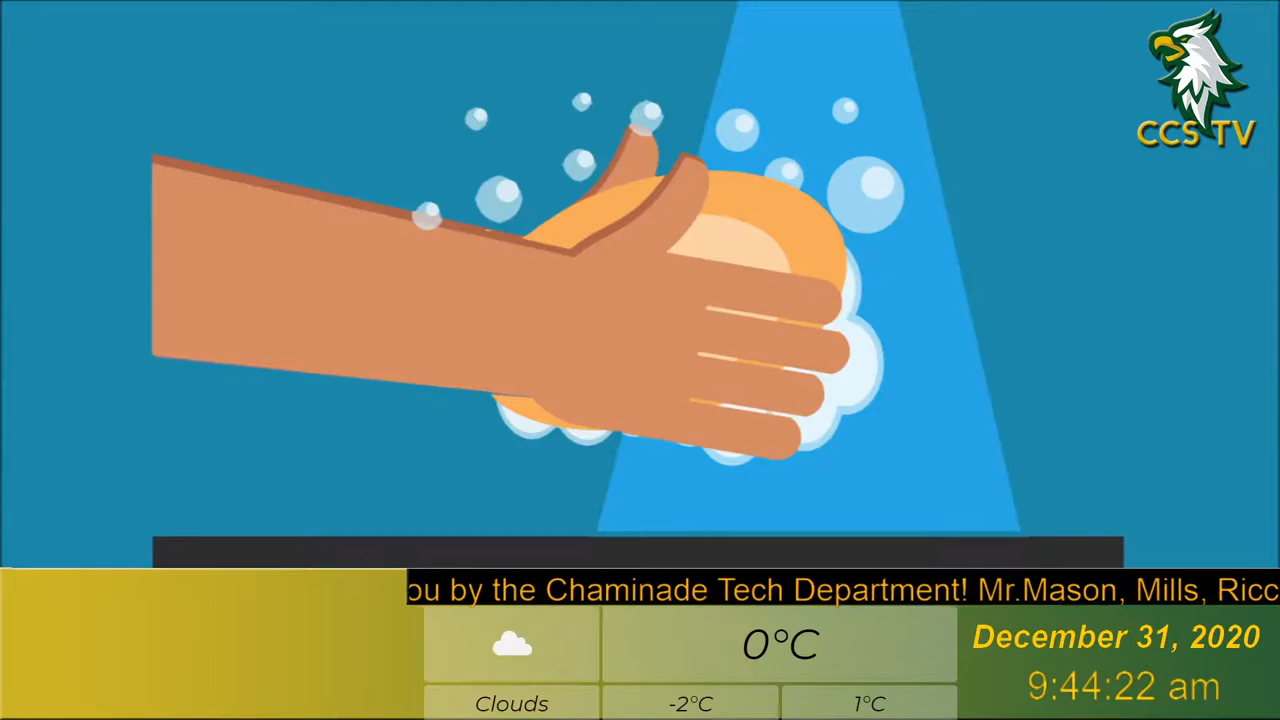 CCS TV
ou by the Chaminade Tech Department! Mr.Mason, Mills, Ricc
0°C
December 31, 2020
9:44:22 am
Clouds
-2°C
1°C